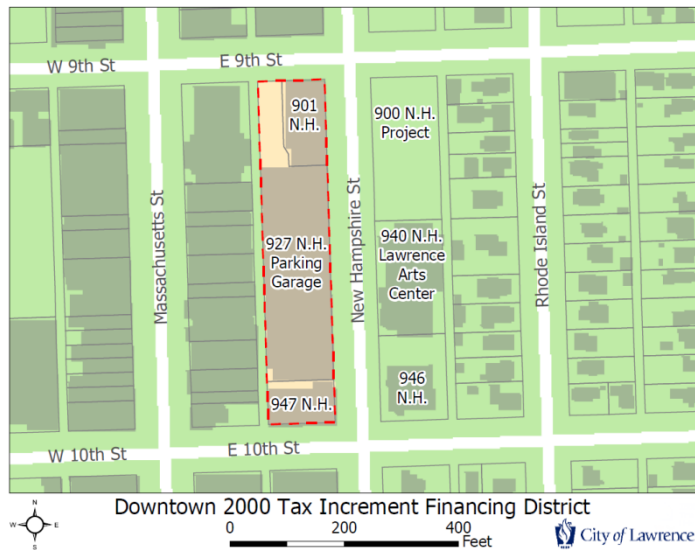 W 9th St
E 9th St
901
N.H.
900 N.H.
Project
Massachusetts St
927 N.H.
Parking
Garage
New Hampshire St
940 N.H.
Lawrence
Arts
Center
Rhode Island St
946
N.H.
947 N.H.
W 10th St
E 10th St
Downtown 2000 Tax Increment Financing District
N
W
E
S
0
200
400
Feet
City of Lawrence